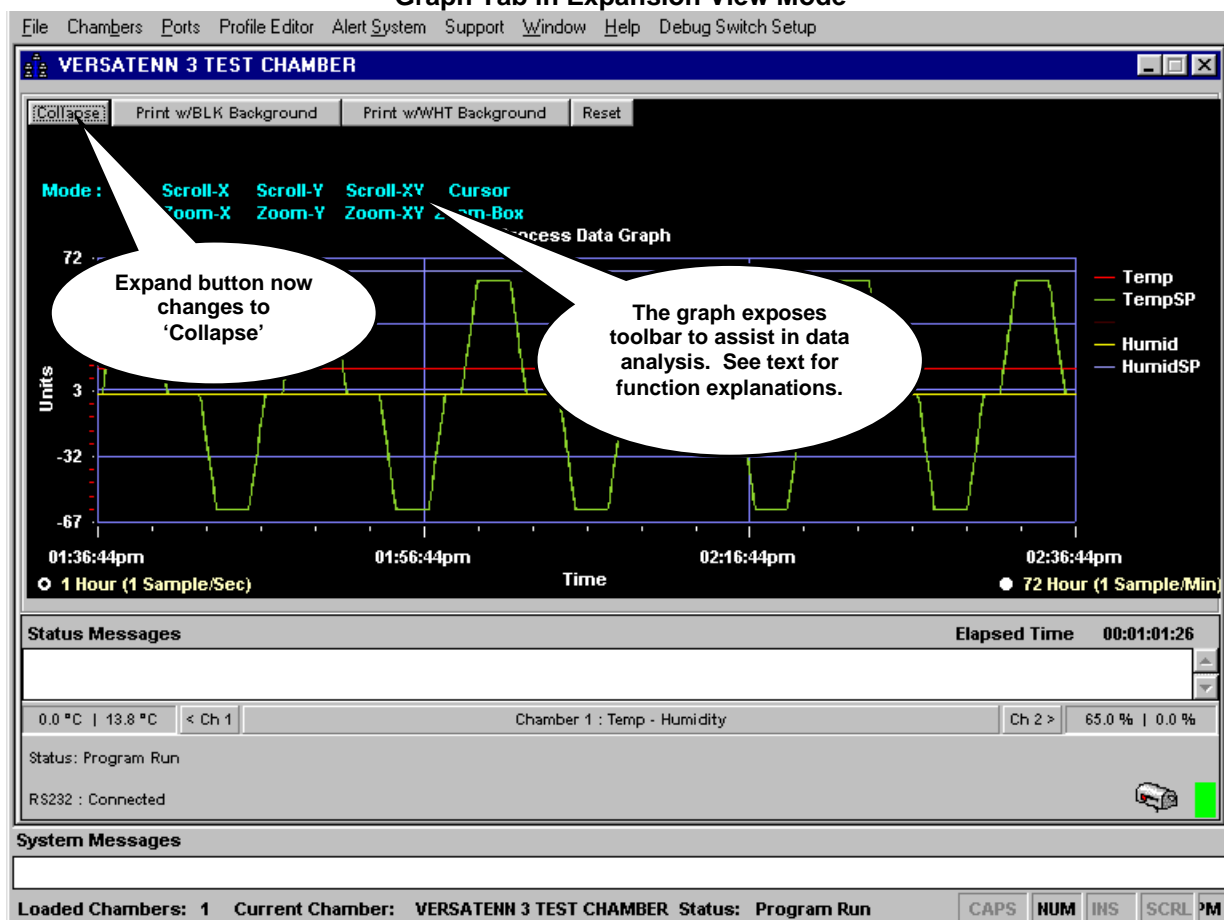 Graph Tab in Expansion View Mode
File Chambers Ports Profile Editor Alert System Support Window Help Debug Switch Setup
VERSATENN 3 TEST CHAMBER
Collapse Print w/BLK Background Print w/WHT Background Reset
Mode : Scroll-X Scroll-Y Scroll-XY Cursor
Zoom-X Zoom-Y Zoom-XY Zoom-Box
Process Data Graph
72
Expand button now
changes to
‘Collapse’
The graph exposes
toolbar to assist in data
analysis. See text for
function explanations.
Temp
TempSP
Humid
HumidSP
Units
3
-32
-67
01:36:44pm 01:56:44pm 02:16:44pm 02:36:44pm
1 Hour (1 Sample/Sec) Time 72 Hour (1 Sample/Min)
Status Messages Elapsed Time 00:01:01:26
0.0 °C | 13.8 °C < Ch 1 Chamber 1 : Temp - Humidity Ch 2 > 65.0 % | 0.0 %
Status: Program Run
RS232 : Connected
System Messages
Loaded Chambers: 1 Current Chamber: VERSATENN 3 TEST CHAMBER Status: Program Run CAPS NUM INS SCRL PM